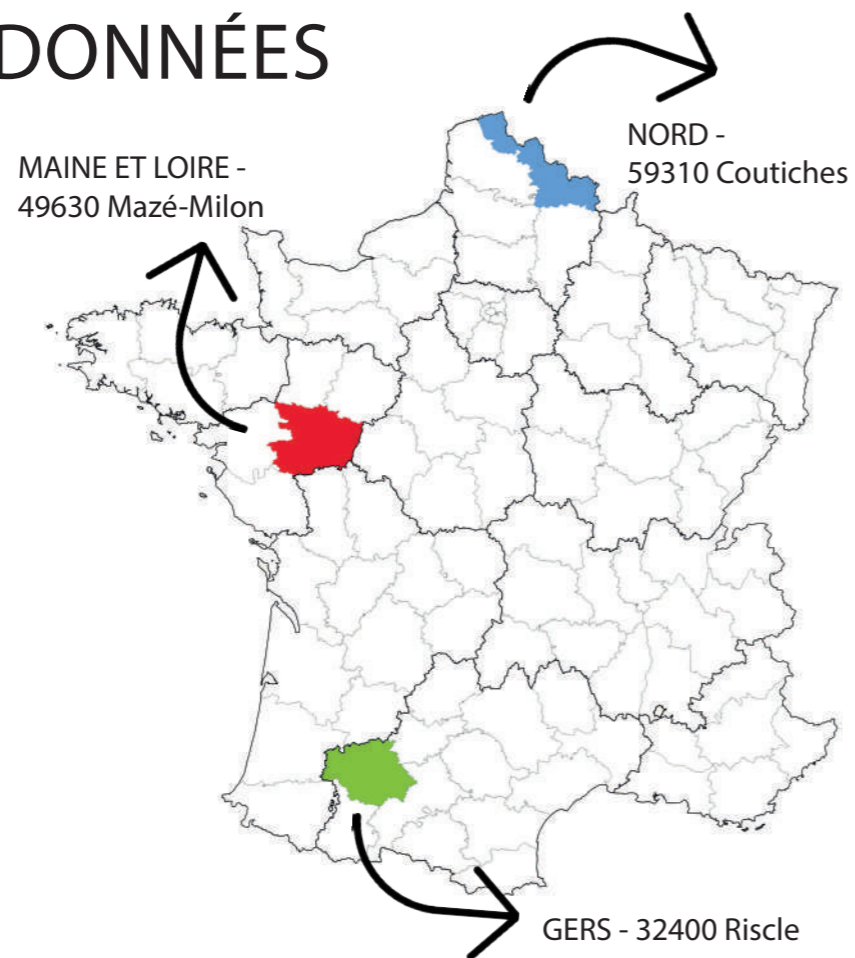 DONNÉES
NORD -
59310 Coutiches
MAINE ET LOIRE -
49630 Mazé-Milon
GERS - 32400 Riscle